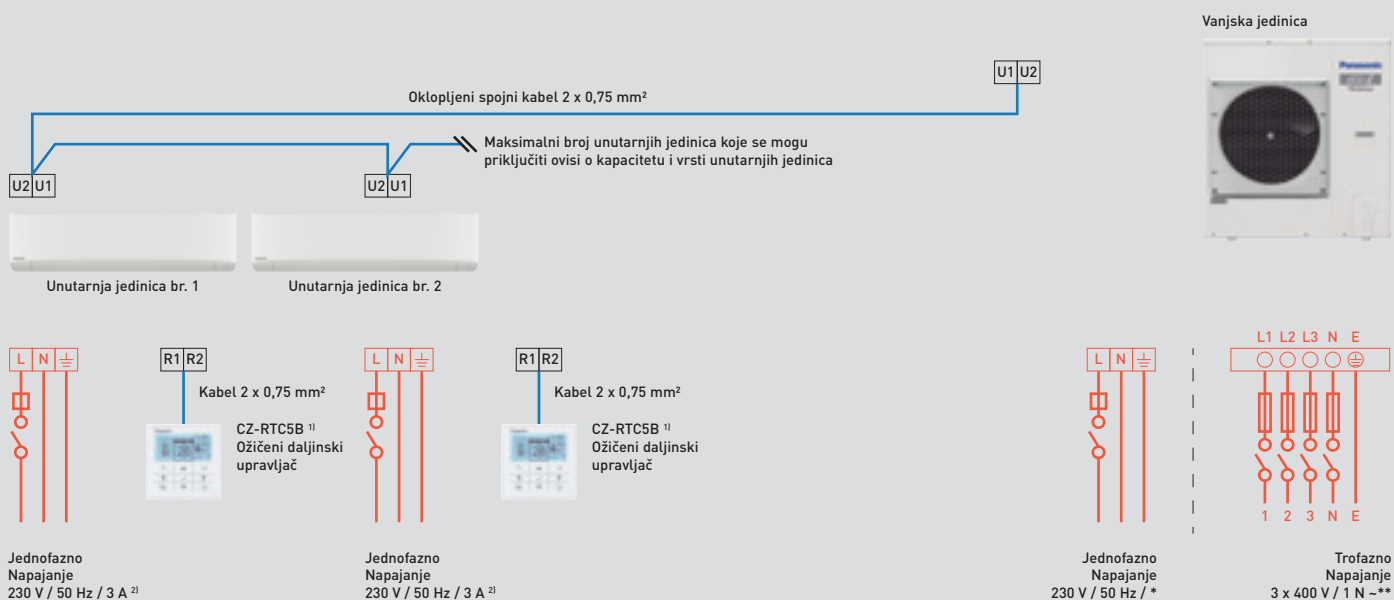 Vanjska jedinica
Panasonic
U1 U2
Oklopljeni spojni kabel 2 x 0,75 mm²
Maksimalni broj unutarnjih jedinica koje se mogu
priključiti ovisi o kapacitetu i vrsti unutarnjih jedinica
U2 U1
U2 U1
Unutarnja jedinica br. 1
Unutarnja jedinica br. 2
L N
R1 R2
Kabel 2 x 0,75 mm²
CZ-RTC5B ¹⁾
Ožičeni daljinski
upravljač
L N
R1 R2
Kabel 2 x 0,75 mm²
CZ-RTC5B ¹⁾
Ožičeni daljinski
upravljač
L N
L1 L2 L3 N E
1 2 3 N E
Jednofazno
Napajanje
230 V / 50 Hz / 3 A ²⁾
Jednofazno
Napajanje
230 V / 50 Hz / 3 A ²⁾
Jednofazno
Napajanje
230 V / 50 Hz / *
Trofazno
Napajanje
3 x 400 V / 1 N ~**